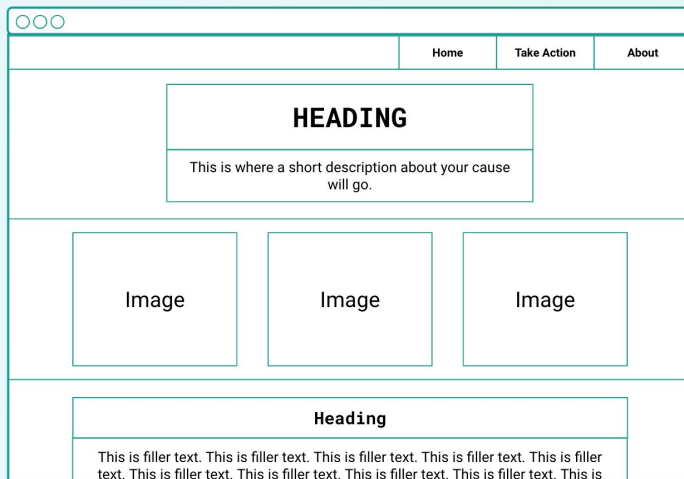 Home Take Action About
HEADING
This is where a short description about your cause
will go.
Image Image Image
Heading
This is filler text. This is filler text. This is filler text. This is filler text. This is filler
text. This is filler text. This is filler text. This is filler text. This is filler text. This is